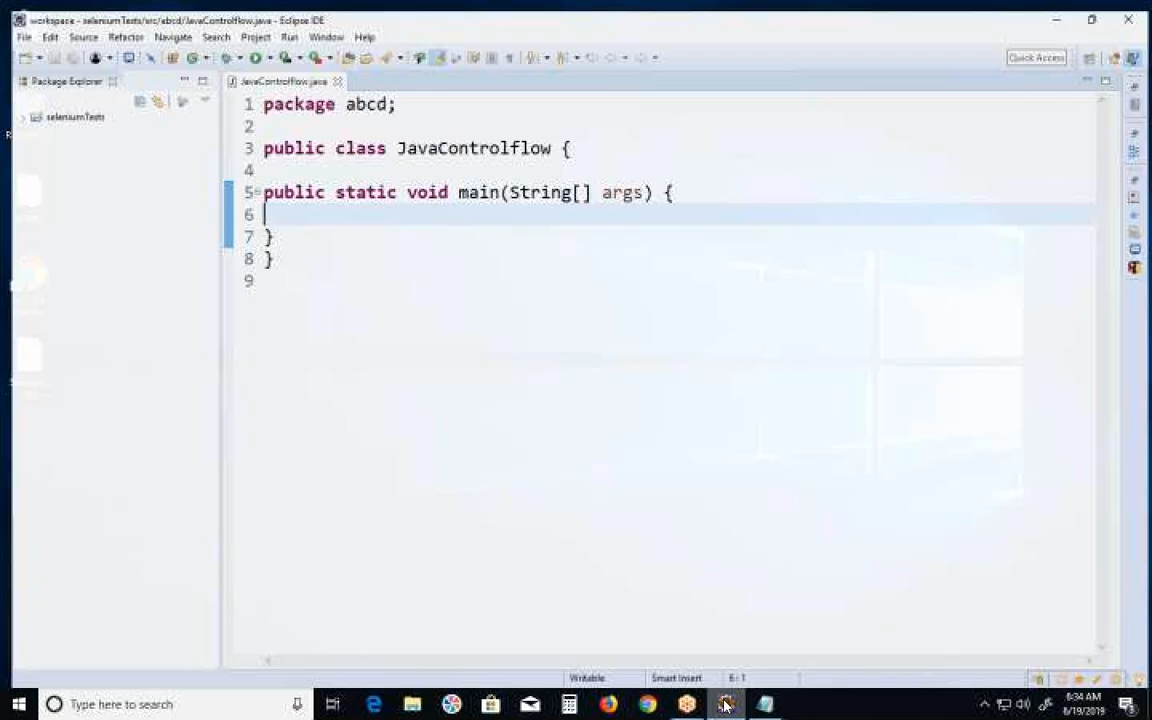 workspace - seleniumTests/src/abcd/JavaControlflow.java - Eclipse IDE
File Edit Source Refactor Navigate Search Project Run Window Help
Quick Access
Package Explorer
JavaControlflow.java
seleniumTests
1 package abcd;
2
3 public class JavaControlflow {
4
5 public static void main(String[] args) {
6
7 }
8 }
9
Writable Smart Insert 6 : 1
Type here to search
6:34 AM
8/19/2019